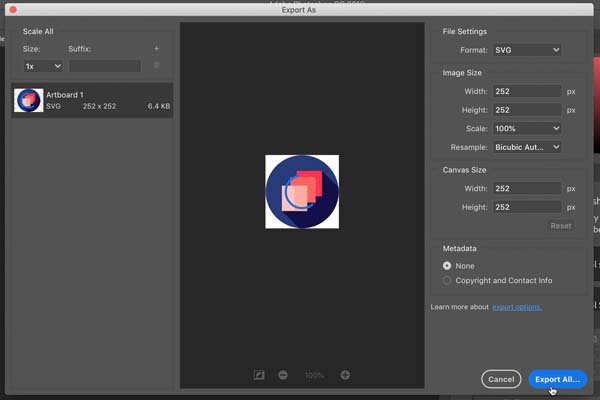 Export As
Scale All
Size: Suffix: +
1x
Artboard 1
SVG 252 x 252 6.4 KB
100%
File Settings
Format: SVG
Image Size
Width: 252 px
Height: 252 px
Scale: 100%
Resample: Bicubic Aut...
Canvas Size
Width: 252 px
Height: 252 px
Reset
Metadata
None
Copyright and Contact Info
Learn more about export options.
Cancel Export All...